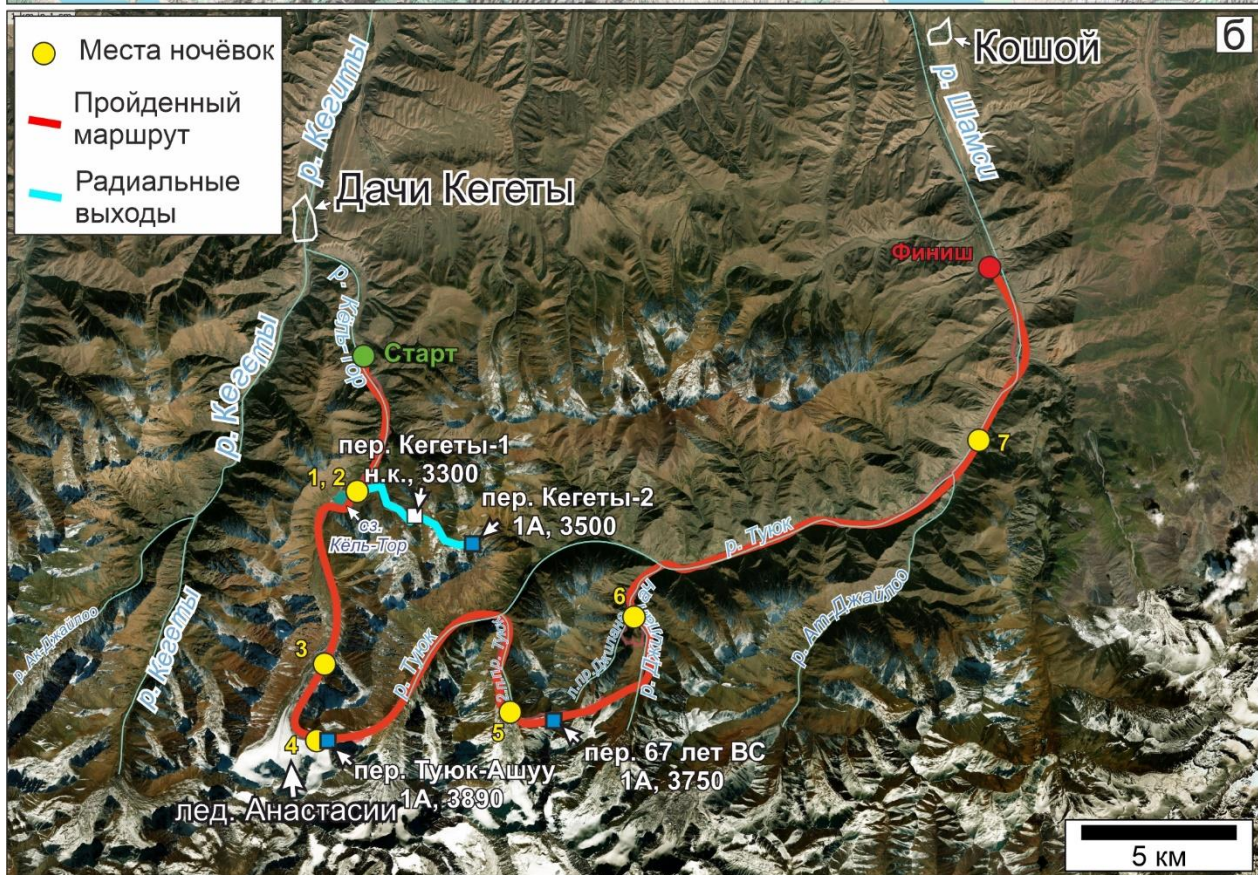 Места ночёвок
Пройденный
маршрут
Радиальные
выходы
б
р. Кегиты
Кошой
р. Шамси
Дачи Кегеты
р. Кёль-Тор
Финиш
р. Кегеты
Старт
пер. Кегеты-1
н.к., 3300
1, 2
7
пер. Кегеты-2
1А, 3500
оз.
Кёль-Тор
р. Туюк
6
р. Ат-Джайлоо
р. Ак-Джайлоо
р. Кегеты
3
р. Туюк
5
4
пер. 67 лет ВС
1А, 3750
пер. Туюк-Ашуу
1А, 3890
лед. Анастасии
5 км